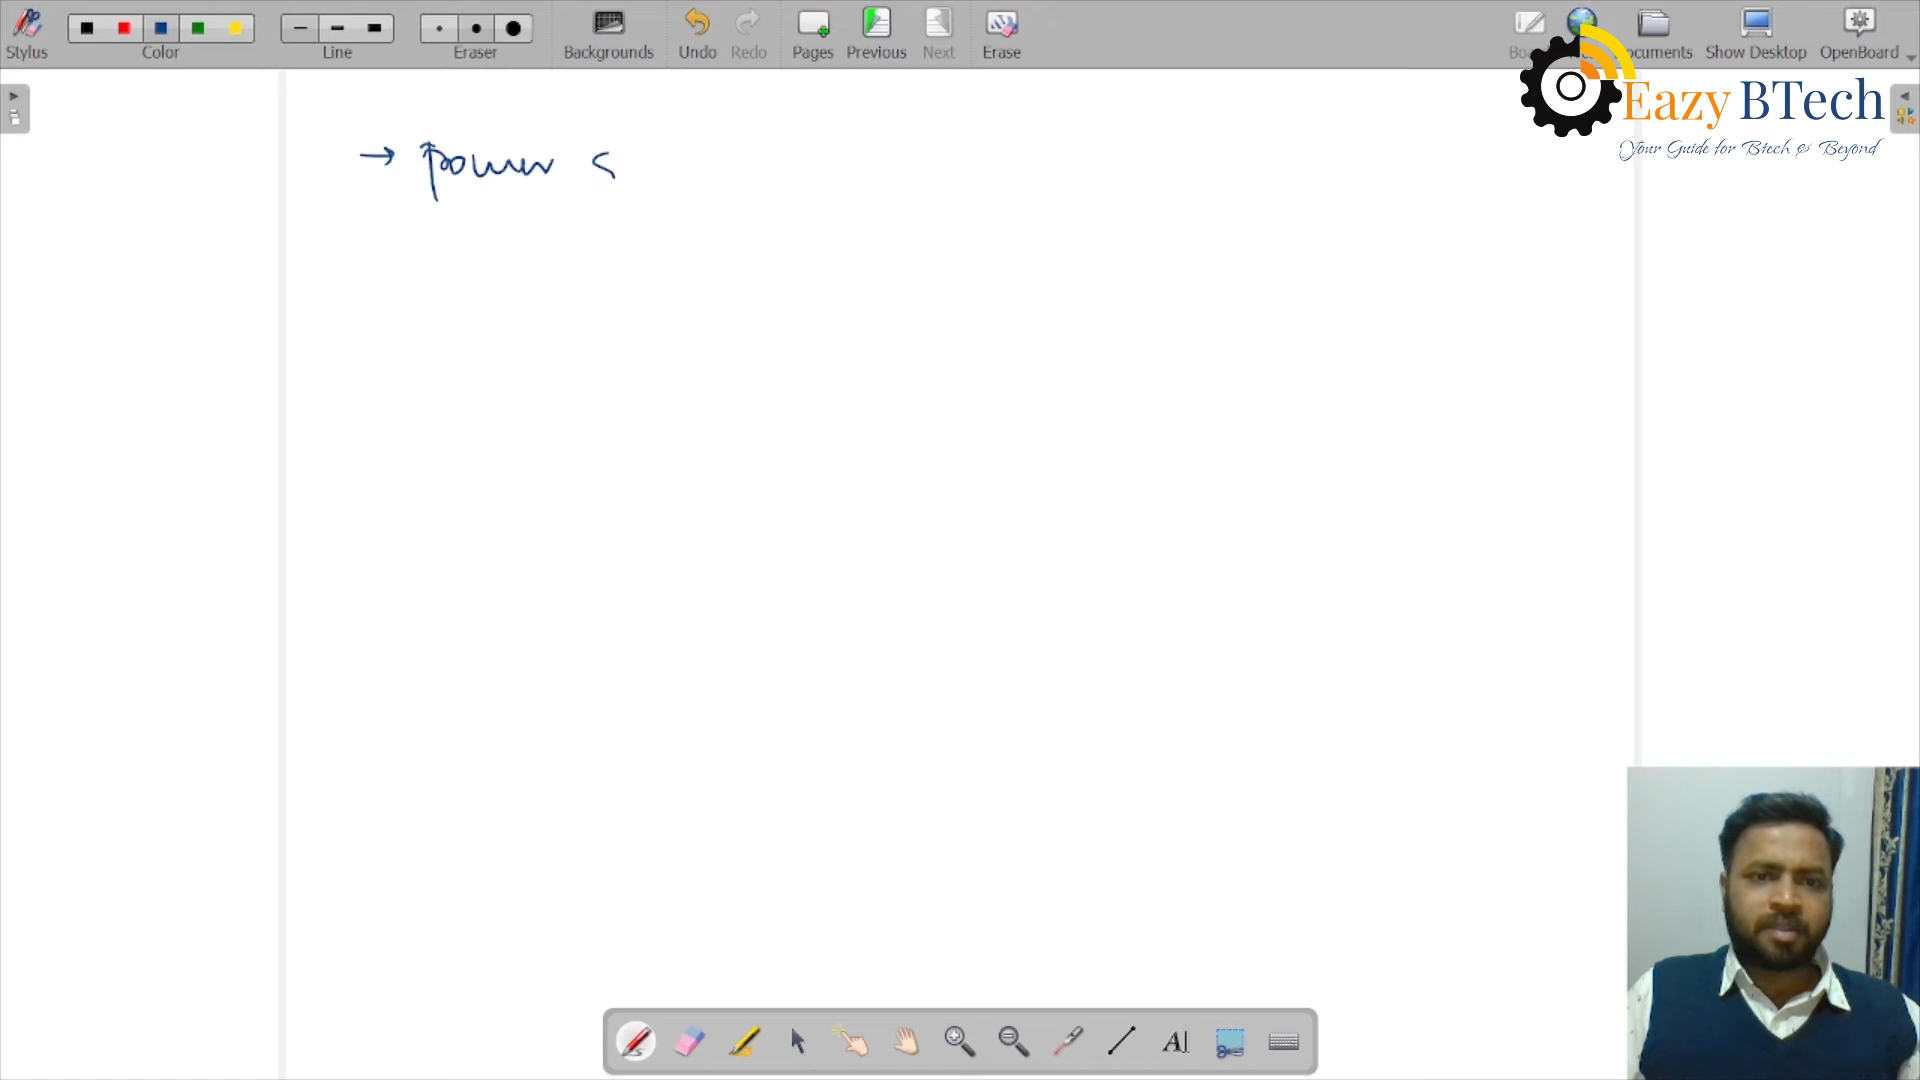 Stylus Color Line Eraser Backgrounds Undo Redo Pages Previous Next Erase Documents Show Desktop OpenBoard
Eazy BTech
Your Guide for Btech & Beyond
→ power s
A